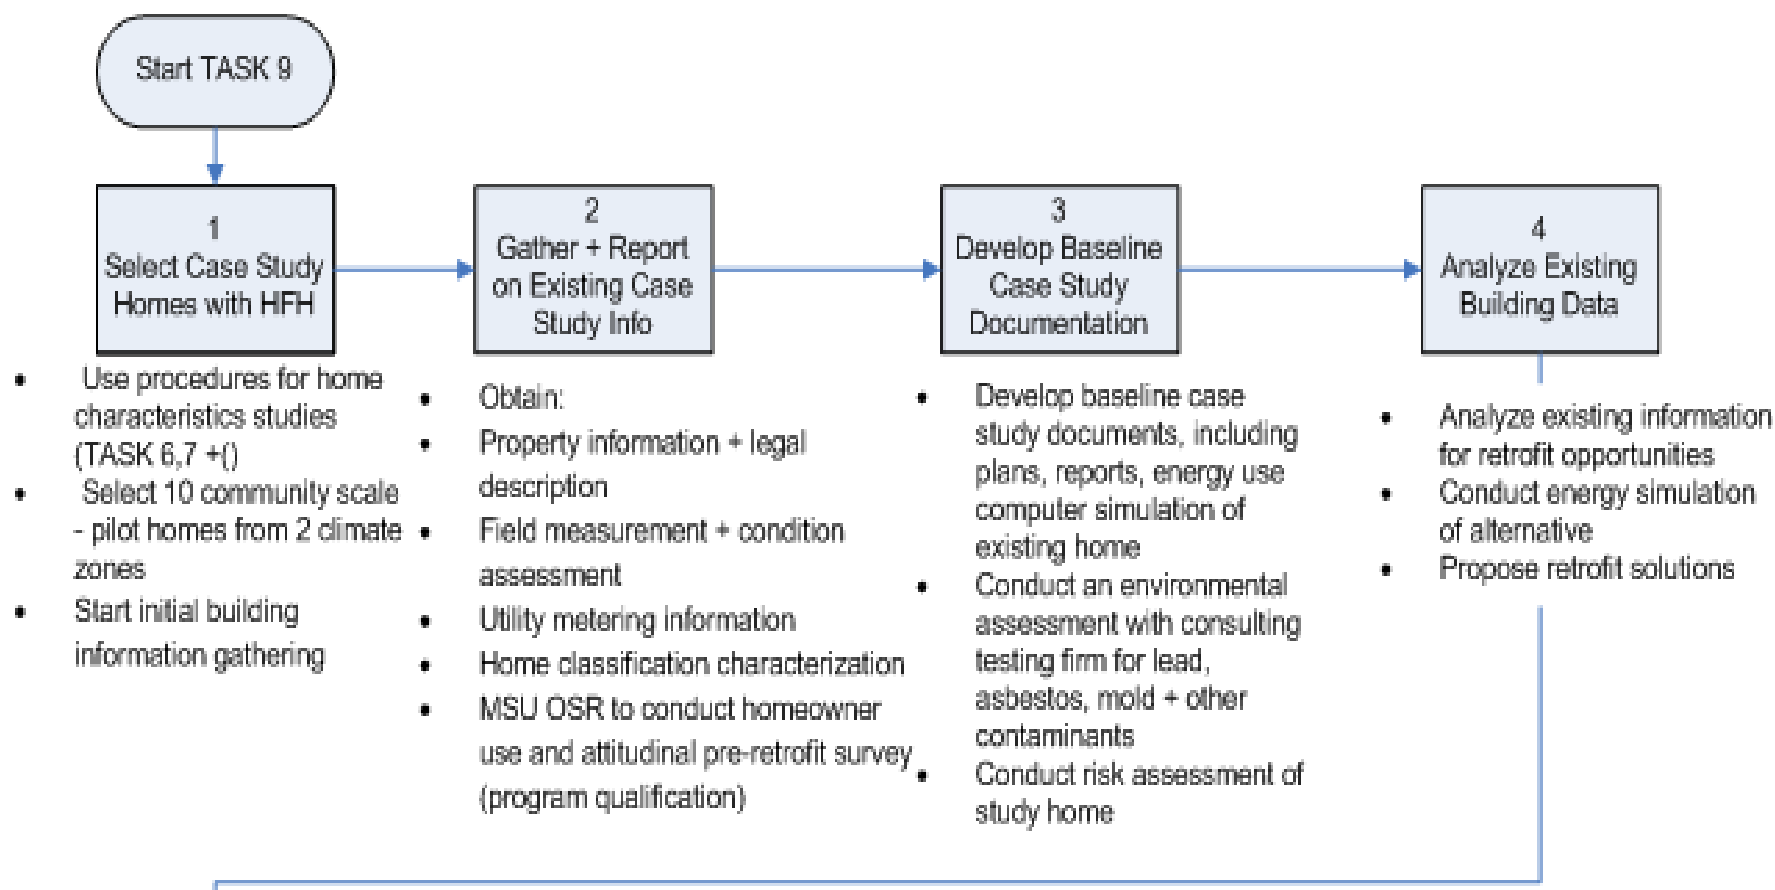 Start TASK 9
1
Select Case Study
Homes with HFH
• Use procedures for home
characteristics studies
(TASK 6,7 +()
• Select 10 community scale
- pilot homes from 2 climate
zones
• Start initial building
information gathering
2
Gather + Report
on Existing Case
Study Info
• Obtain:
• Property information + legal
description
• Field measurement + condition
assessment
• Utility metering information
• Home classification characterization
• MSU OSR to conduct homeowner
use and attitudinal pre-retrofit survey
(program qualification)
3
Develop Baseline
Case Study
Documentation
• Develop baseline case
study documents, including
plans, reports, energy use
computer simulation of
existing home
• Conduct an environmental
assessment with consulting
testing firm for lead,
asbestos, mold + other
contaminants
• Conduct risk assessment of
study home
4
Analyze Existing
Building Data
• Analyze existing information
for retrofit opportunities
• Conduct energy simulation
of alternative
• Propose retrofit solutions